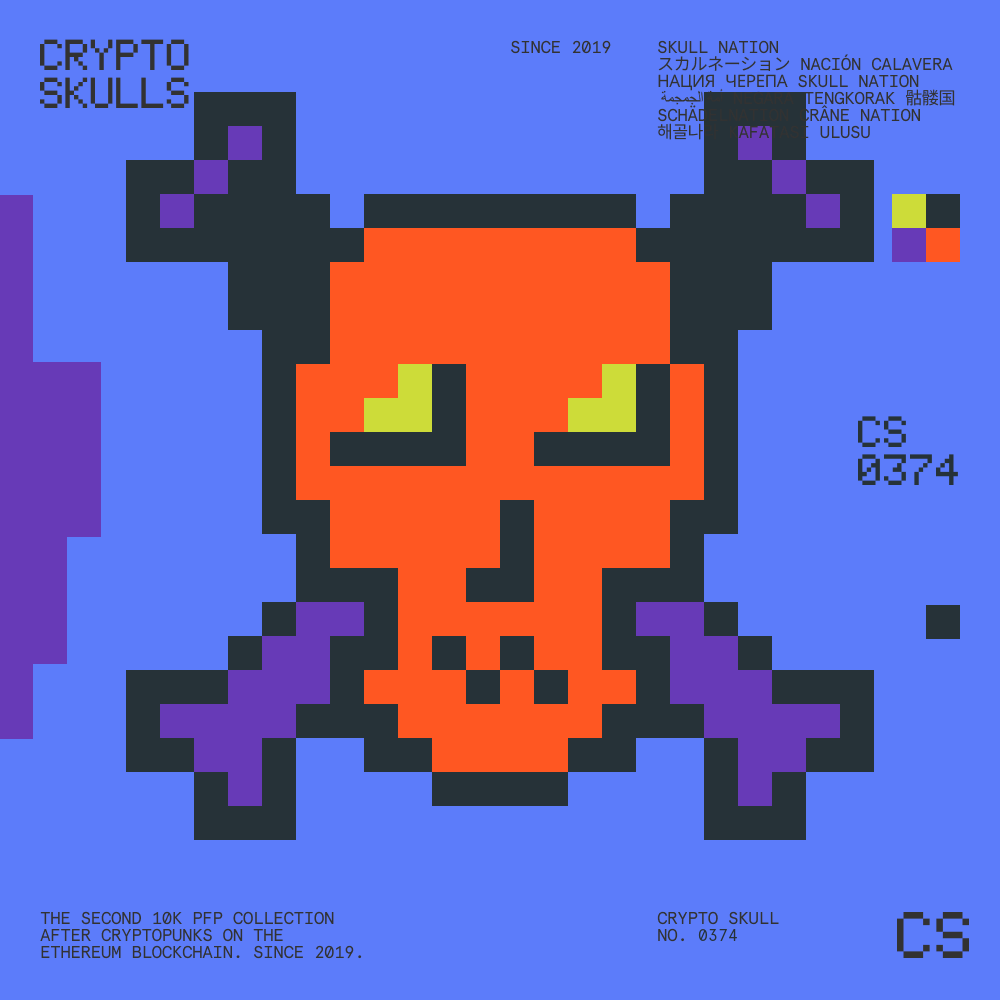 CRYPTO
SKULLS
SINCE 2019
SKULL NATION
スカルネーション NACIÓN CALAVERA
НАЦИЯ ЧЕРЕПА SKULL NATION
TENGKORAK 骷髅国
CRÂNE NATION
해골나 ULUSU
CS
0374
THE SECOND 10K PFP COLLECTION
AFTER CRYPTOPUNKS ON THE
ETHEREUM BLOCKCHAIN. SINCE 2019.
CRYPTO SKULL
NO. 0374
CS